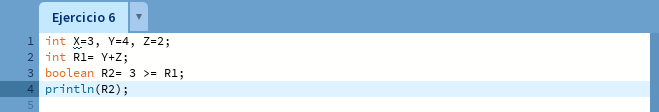 Ejercicio 6 ▼
1 int X=3, Y=4, Z=2;
2 int R1= Y+Z;
3 boolean R2= 3 >= R1;
4 println(R2);
5